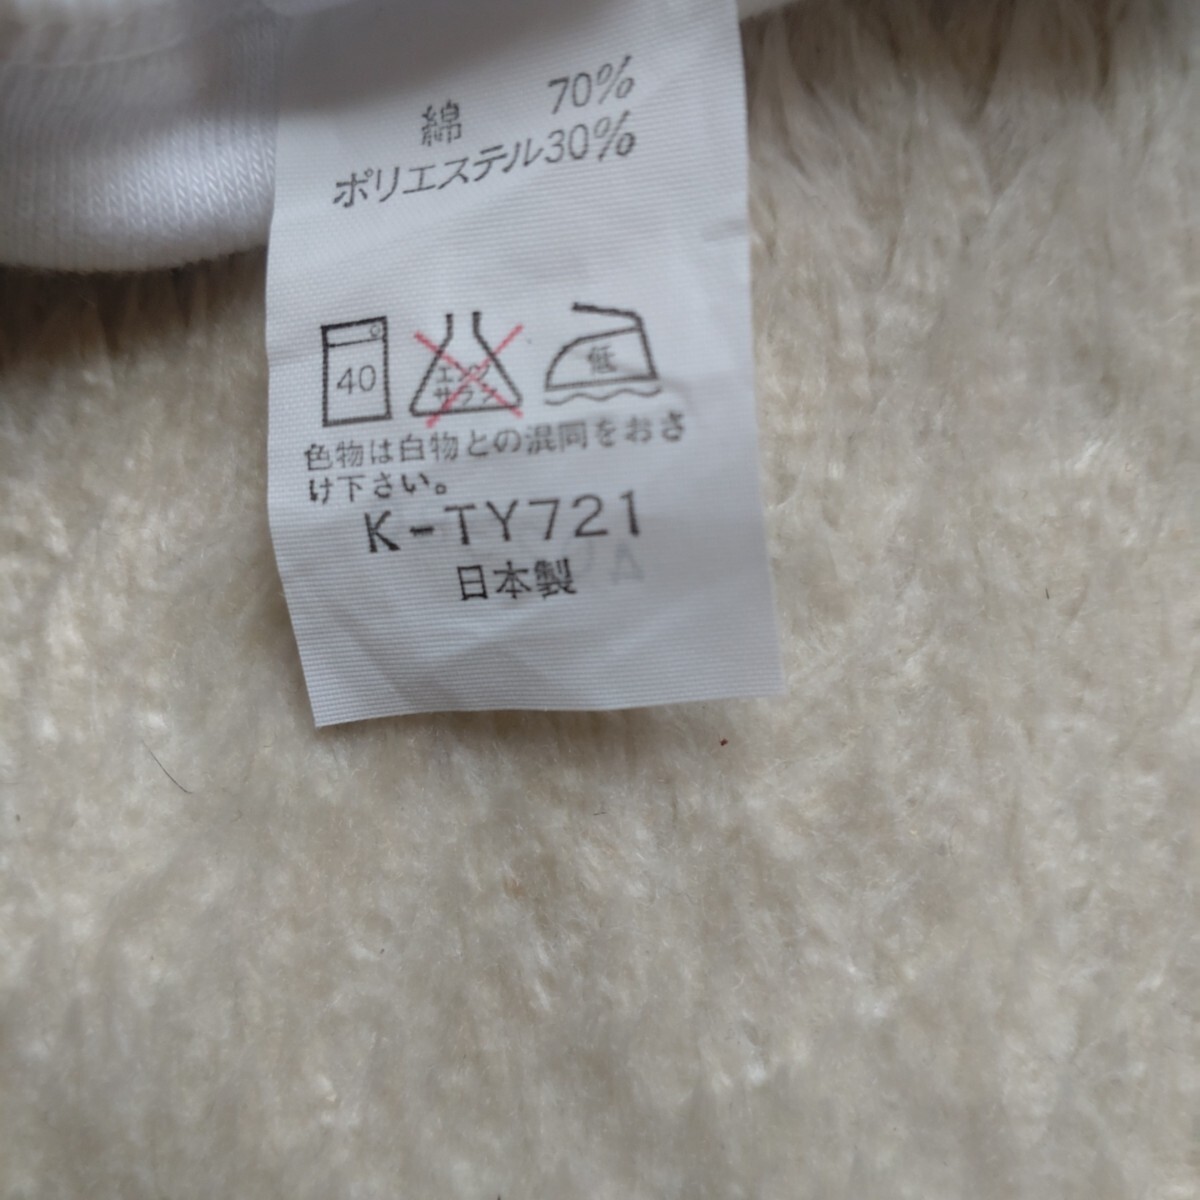 綿 70%
ポリエステル30%
40 エンソ 低
サラシ
色物は白物との混同をおさ
け下さい。
K-TY721
日本製